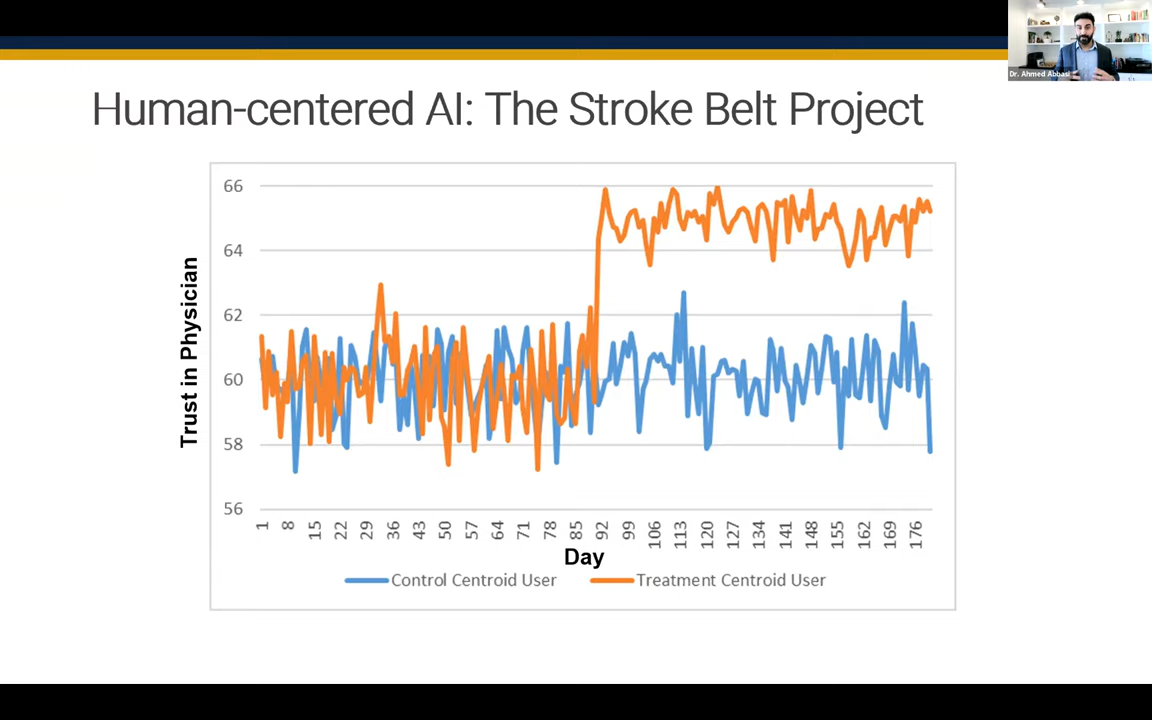 Dr. Ahmed Abbasi
Human-centered AI: The Stroke Belt Project
66
64
62
60
58
56
Trust in Physician
1 8 15 22 29 36 43 50 57 64 71 78 85 92 99 106 113 120 127 134 141 148 155 162 169 176
Day
Control Centroid User Treatment Centroid User